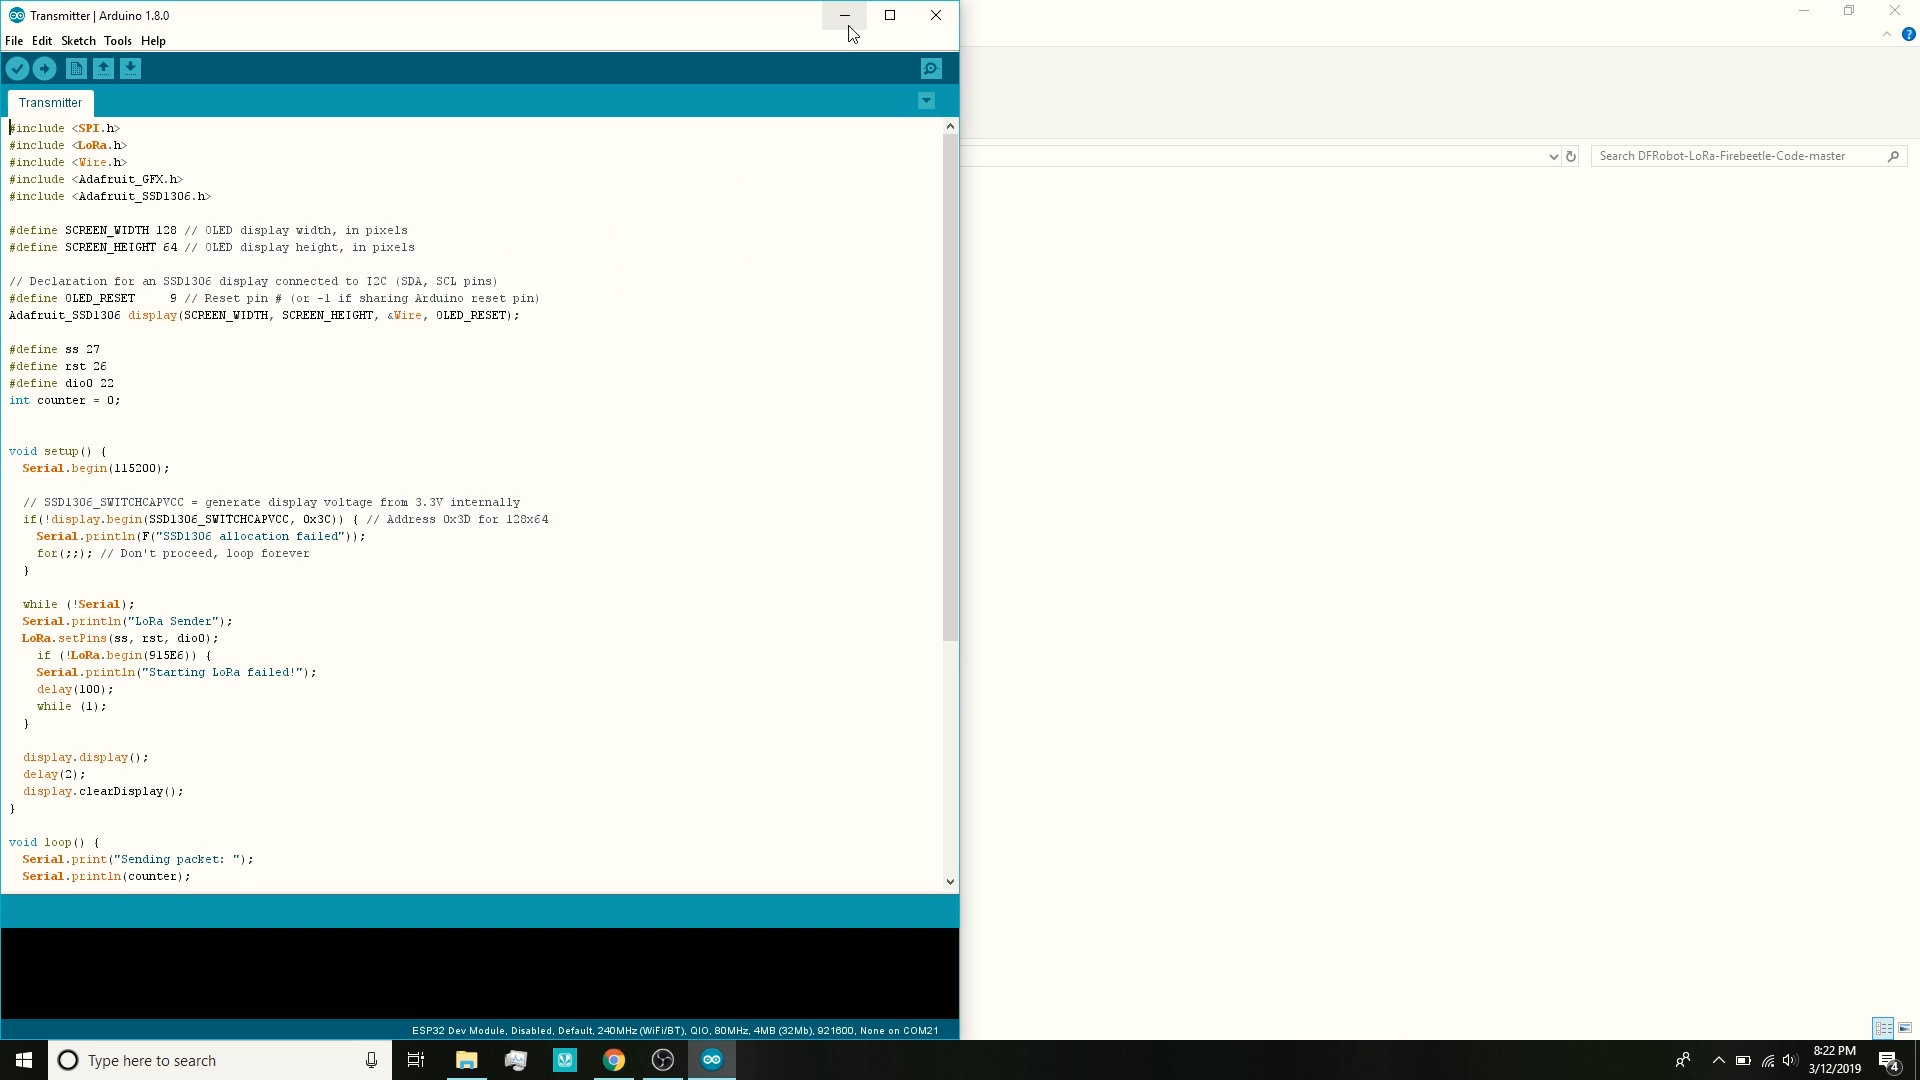 Transmitter | Arduino 1.8.0
File Edit Sketch Tools Help
Transmitter
#include <SPI.h>
#include <LoRa.h>
#include <Wire.h>
#include <Adafruit_GFX.h>
#include <Adafruit_SSD1306.h>
#define SCREEN_WIDTH 128 // OLED display width, in pixels
#define SCREEN_HEIGHT 64 // OLED display height, in pixels
// Declaration for an SSD1306 display connected to I2C (SDA, SCL pins)
#define OLED_RESET     9 // Reset pin # (or -1 if sharing Arduino reset pin)
Adafruit_SSD1306 display(SCREEN_WIDTH, SCREEN_HEIGHT, &Wire, OLED_RESET);
#define ss 27
#define rst 26
#define dio0 22
int counter = 0;
void setup() {
  Serial.begin(115200);
  // SSD1306_SWITCHCAPVCC = generate display voltage from 3.3V internally
  if(!display.begin(SSD1306_SWITCHCAPVCC, 0x3C)) { // Address 0x3D for 128x64
    Serial.println(F("SSD1306 allocation failed"));
    for(;;); // Don't proceed, loop forever
  }
  while (!Serial);
  Serial.println("LoRa Sender");
  LoRa.setPins(ss, rst, dio0);
    if (!LoRa.begin(915E6)) {
    Serial.println("Starting LoRa failed!");
    delay(100);
    while (1);
  }
  display.display();
  delay(2);
  display.clearDisplay();
}
void loop() {
  Serial.print("Sending packet: ");
  Serial.println(counter);
ESP32 Dev Module, Disabled, Default, 240MHz (WiFi/BT), QIO, 80MHz, 4MB (32Mb), 921600, None on COM21
Search DFRobot-LoRa-Firebeetle-Code-master
?
Type here to search
8:22 PM
3/12/2019
4